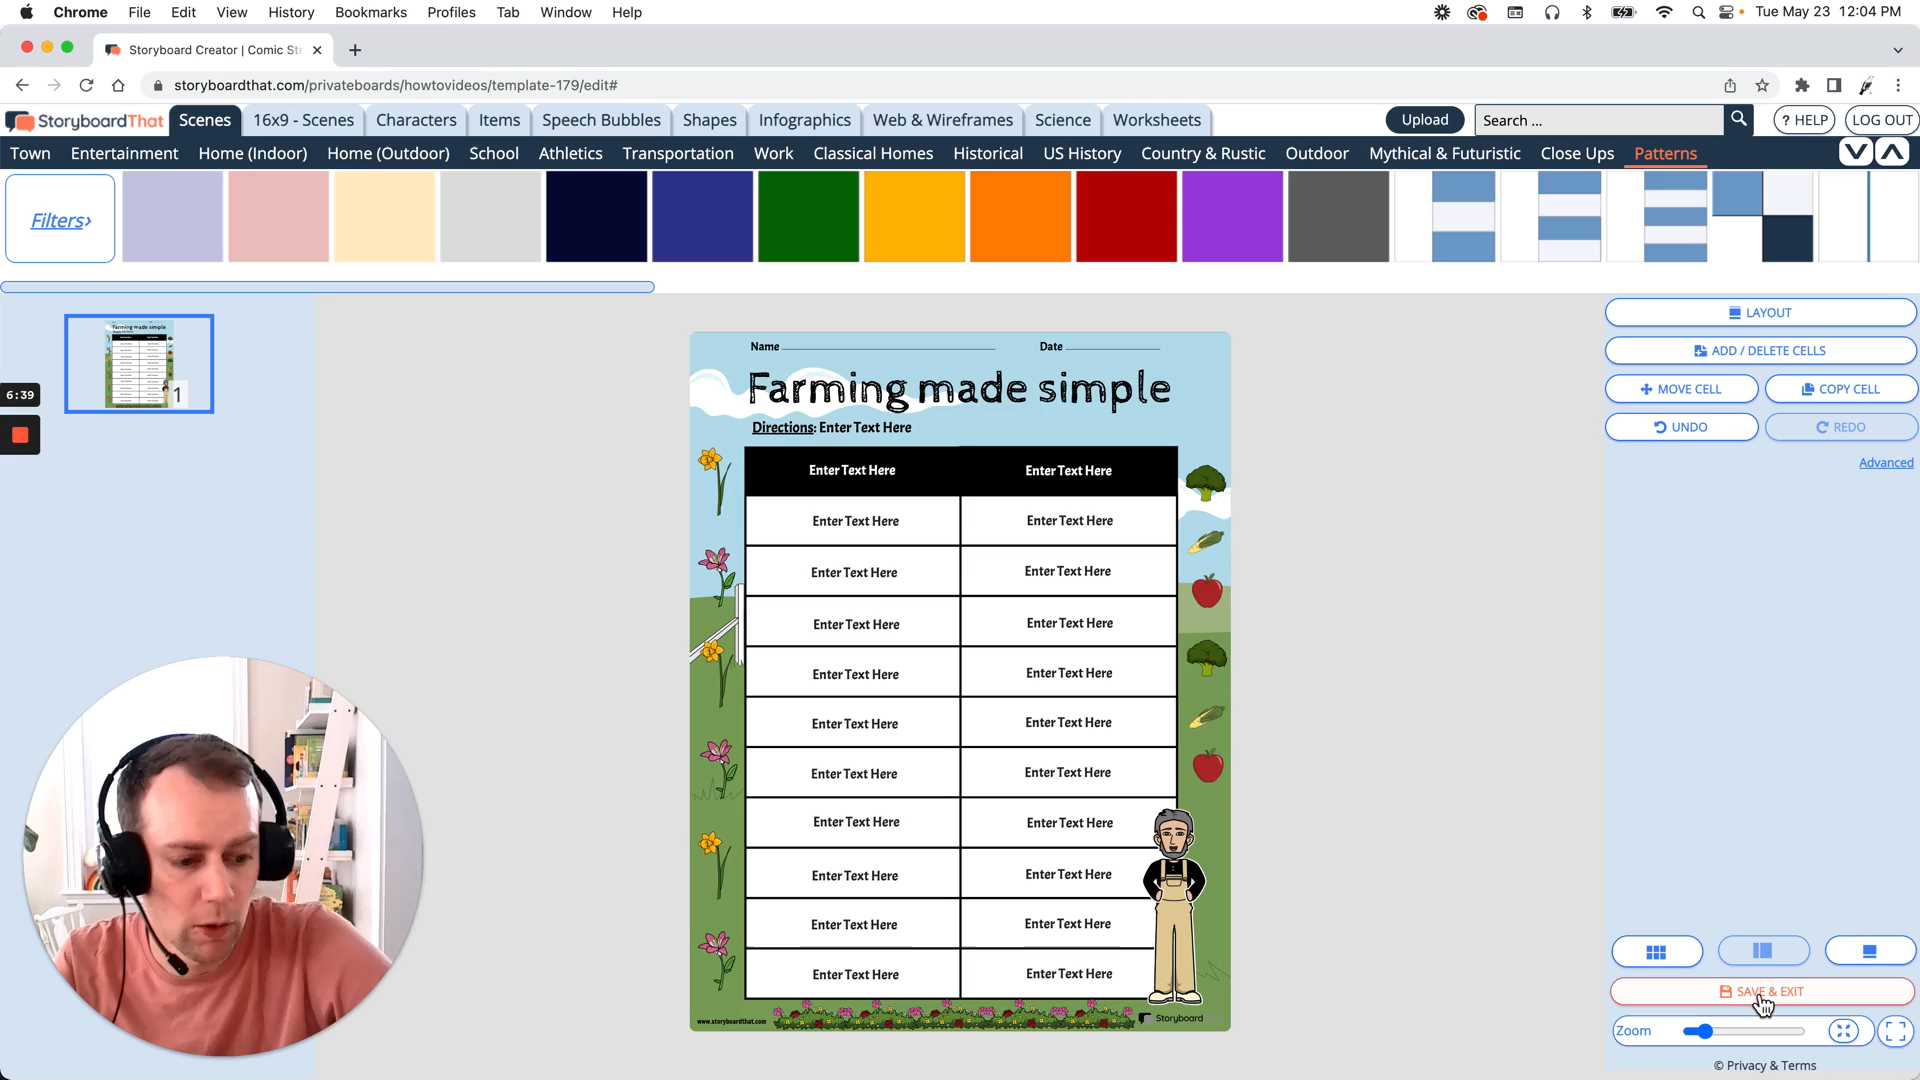 Chrome File Edit View History Bookmarks Profiles Tab Window Help Tue May 23 12:04 PM
Storyboard Creator | Comic St
storyboardthat.com/privateboards/howtovideos/template-179/edit#
StoryboardThat Scenes 16x9 - Scenes Characters Items Speech Bubbles Shapes Infographics Web & Wireframes Science Worksheets Upload Search ... ? HELP LOG OUT
Town Entertainment Home (Indoor) Home (Outdoor) School Athletics Transportation Work Classical Homes Historical US History Country & Rustic Outdoor Mythical & Futuristic Close Ups Patterns
Filters›
LAYOUT
ADD / DELETE CELLS
MOVE CELL COPY CELL
UNDO REDO
Advanced
6:39
Farming made simple
1
Name Date
Farming made simple
Directions: Enter Text Here
Enter Text Here Enter Text Here
Enter Text Here Enter Text Here
Enter Text Here Enter Text Here
Enter Text Here Enter Text Here
Enter Text Here Enter Text Here
Enter Text Here Enter Text Here
Enter Text Here Enter Text Here
Enter Text Here Enter Text Here
Enter Text Here Enter Text Here
Enter Text Here Enter Text Here
Enter Text Here Enter Text Here
www.storyboardthat.com Storyboard
SAVE & EXIT
Zoom
© Privacy & Terms